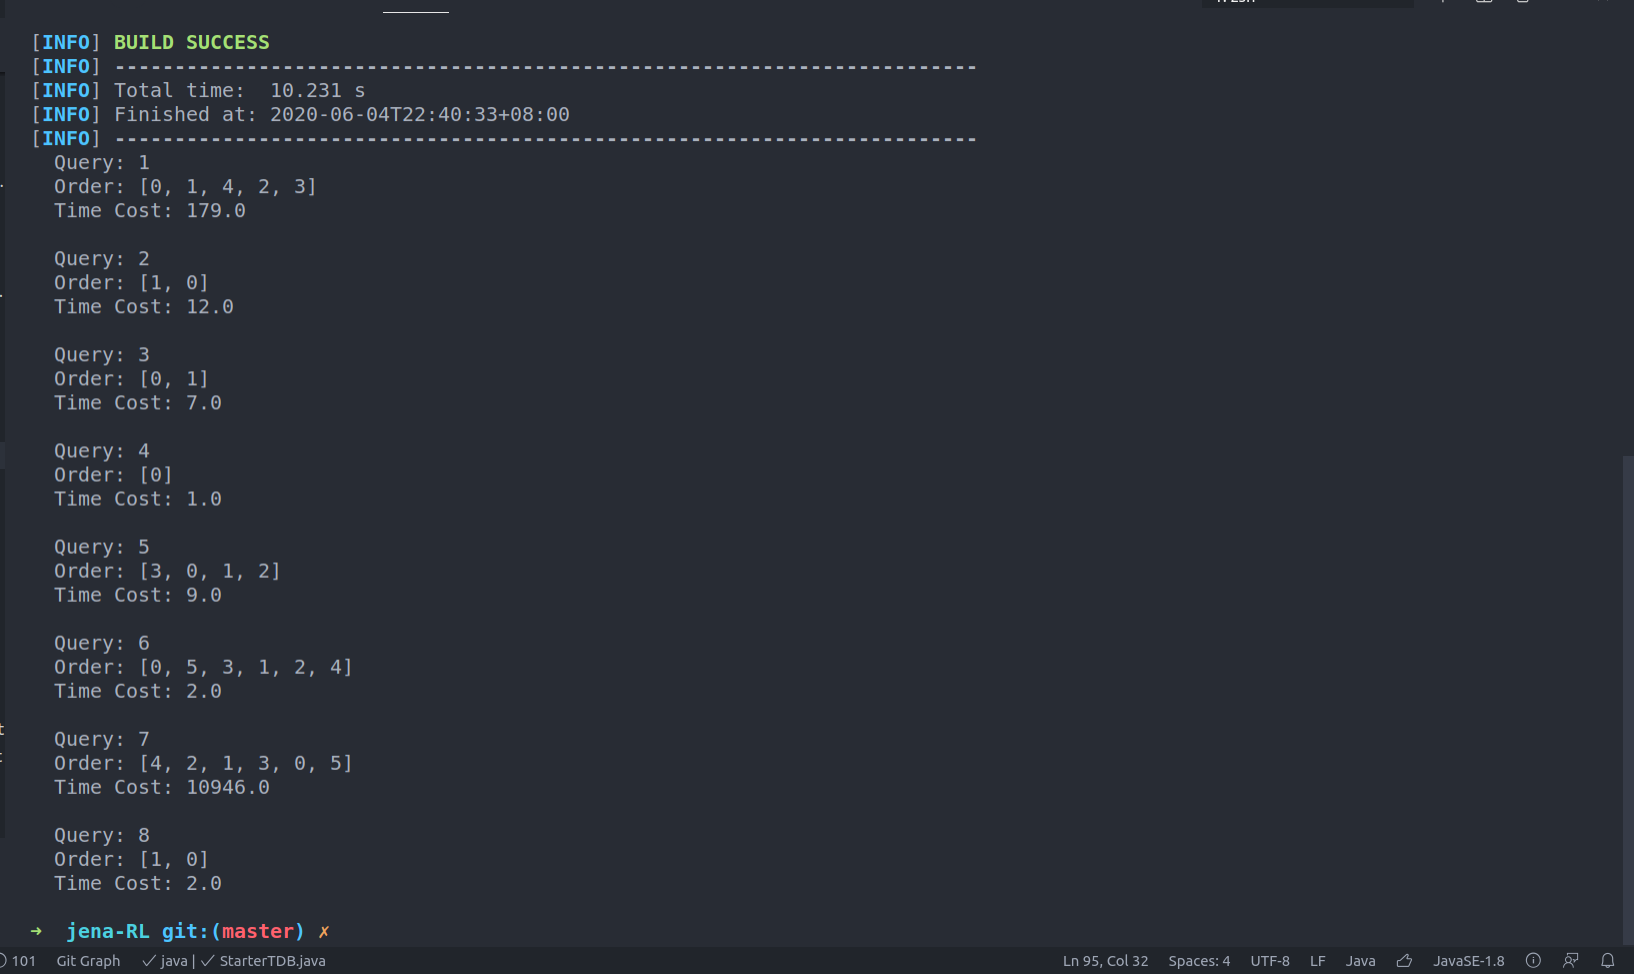 [INFO] BUILD SUCCESS
[INFO] ------------------------------------------------------------------------
[INFO] Total time:  10.231 s
[INFO] Finished at: 2020-06-04T22:40:33+08:00
[INFO] ------------------------------------------------------------------------
Query: 1
Order: [0, 1, 4, 2, 3]
Time Cost: 179.0
Query: 2
Order: [1, 0]
Time Cost: 12.0
Query: 3
Order: [0, 1]
Time Cost: 7.0
Query: 4
Order: [0]
Time Cost: 1.0
Query: 5
Order: [3, 0, 1, 2]
Time Cost: 9.0
Query: 6
Order: [0, 5, 3, 1, 2, 4]
Time Cost: 2.0
Query: 7
Order: [4, 2, 1, 3, 0, 5]
Time Cost: 10946.0
Query: 8
Order: [1, 0]
Time Cost: 2.0
→ jena-RL git:(master) ✗
101 Git Graph ✓ java | ✓ StarterTDB.java Ln 95, Col 32 Spaces: 4 UTF-8 LF Java JavaSE-1.8